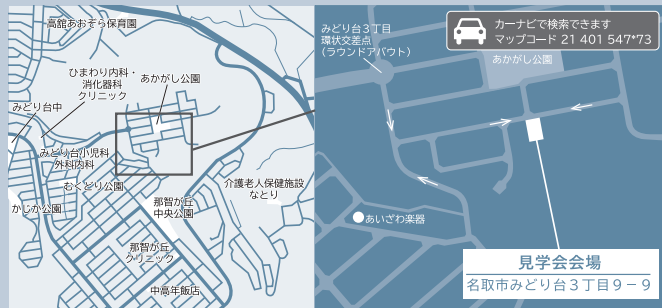 高舘あおぞら保育園
ひまわり内科・
消化器科
クリニック
あかがし公園
みどり台中
みどり台小児科
外科内科
むくどり公園
かじか公園
那智が丘
中央公園
介護老人保健施設
なとり
那智が丘
クリニック
中高年飯店
みどり台3丁目
環状交差点
(ラウンドアバウト)
カーナビで検索できます
マップコード 21 401 547*73
あかがし公園
あいざわ楽器
見学会会場
名取市みどり台3丁目9－9